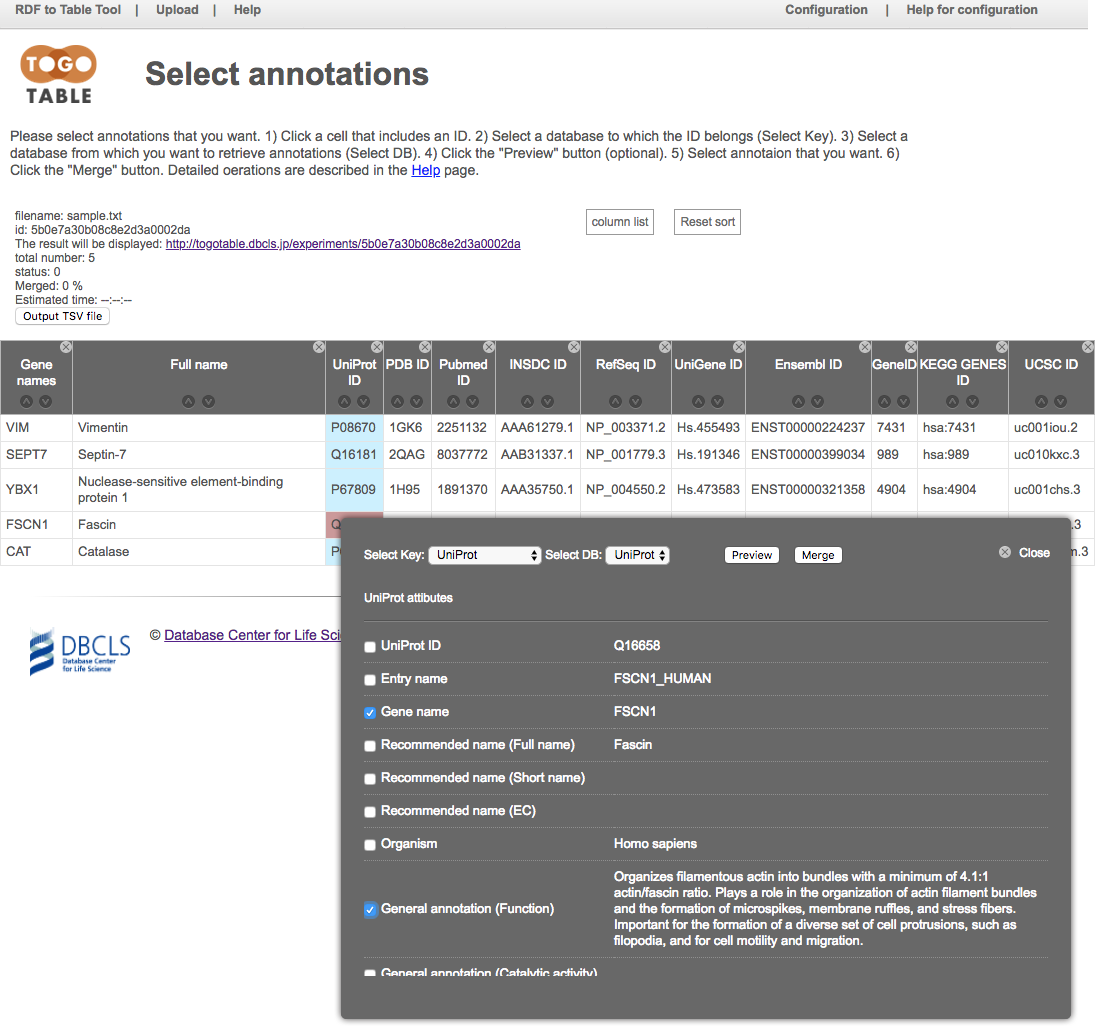 RDF to Table Tool | Upload | Help Configuration | Help for configuration
TOGO
TABLE
Select annotations
Please select annotations that you want. 1) Click a cell that includes an ID. 2) Select a database to which the ID belongs (Select Key). 3) Select a
database from which you want to retrieve annotations (Select DB). 4) Click the "Preview" button (optional). 5) Select annotaion that you want. 6)
Click the "Merge" button. Detailed oerations are described in the Help page.
filename: sample.txt
id: 5b0e7a30b08c8e2d3a0002da
The result will be displayed: http://togotable.dbcls.jp/experiments/5b0e7a30b08c8e2d3a0002da
total number: 5
status: 0
Merged: 0 %
Estimated time: --:--:--
Output TSV file
column list Reset sort
Gene names Full name UniProt ID PDB ID Pubmed ID INSDC ID RefSeq ID UniGene ID Ensembl ID GeneID KEGG GENES ID UCSC ID
VIM Vimentin P08670 1GK6 2251132 AAA61279.1 NP_003371.2 Hs.455493 ENST00000224237 7431 hsa:7431 uc001iou.2
SEPT7 Septin-7 Q16181 2QAG 8037772 AAB31337.1 NP_001779.3 Hs.191346 ENST00000399034 989 hsa:989 uc010kxc.3
YBX1 Nuclease-sensitive element-binding protein 1 P67809 1H95 1891370 AAA35750.1 NP_004550.2 Hs.473583 ENST00000321358 4904 hsa:4904 uc001chs.3
FSCN1 Fascin Q .3
CAT Catalase P m.3
Select Key: UniProt Select DB: UniProt Preview Merge Close
UniProt attibutes
UniProt ID Q16658
Entry name FSCN1_HUMAN
Gene name FSCN1
Recommended name (Full name) Fascin
Recommended name (Short name)
Recommended name (EC)
Organism Homo sapiens
General annotation (Function)
Organizes filamentous actin into bundles with a minimum of 4.1:1
actin/fascin ratio. Plays a role in the organization of actin filament bundles
and the formation of microspikes, membrane ruffles, and stress fibers.
Important for the formation of a diverse set of cell protrusions, such as
filopodia, and for cell motility and migration.
General annotation (Catalytic activity)
DBCLS
Database Center
for Life Science
© Database Center for Life Sci